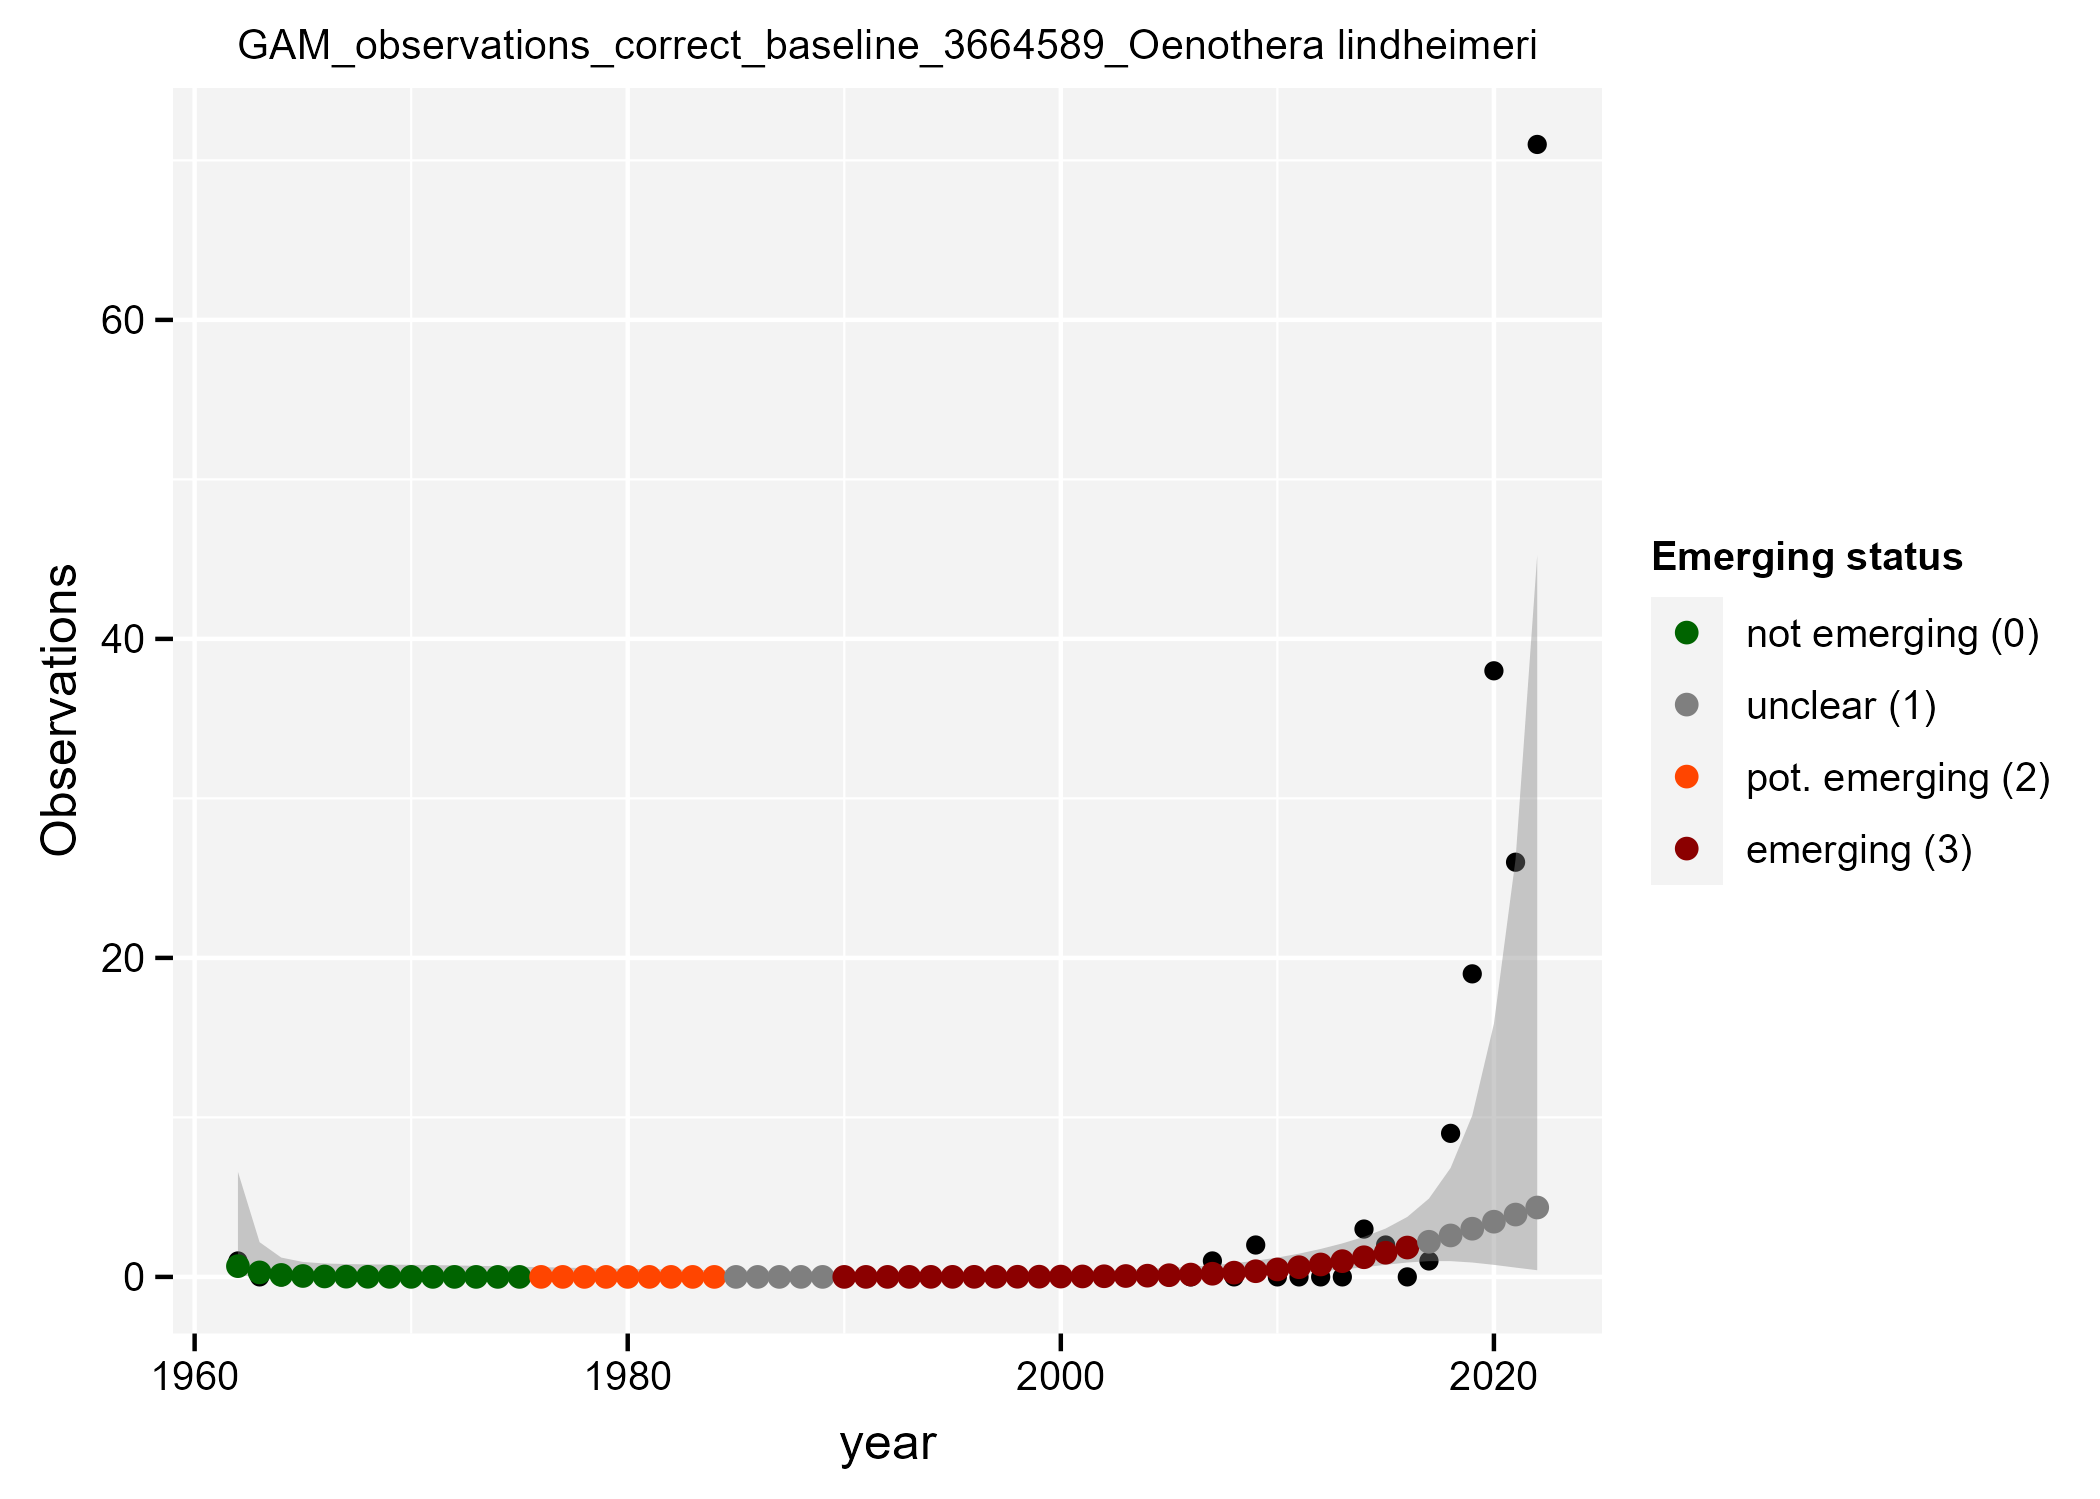 GAM_observations_correct_baseline_3664589_Oenothera lindheimeri
Observations
60
40
20
0
1960
1980
2000
2020
year
Emerging status
not emerging (0)
unclear (1)
pot. emerging (2)
emerging (3)